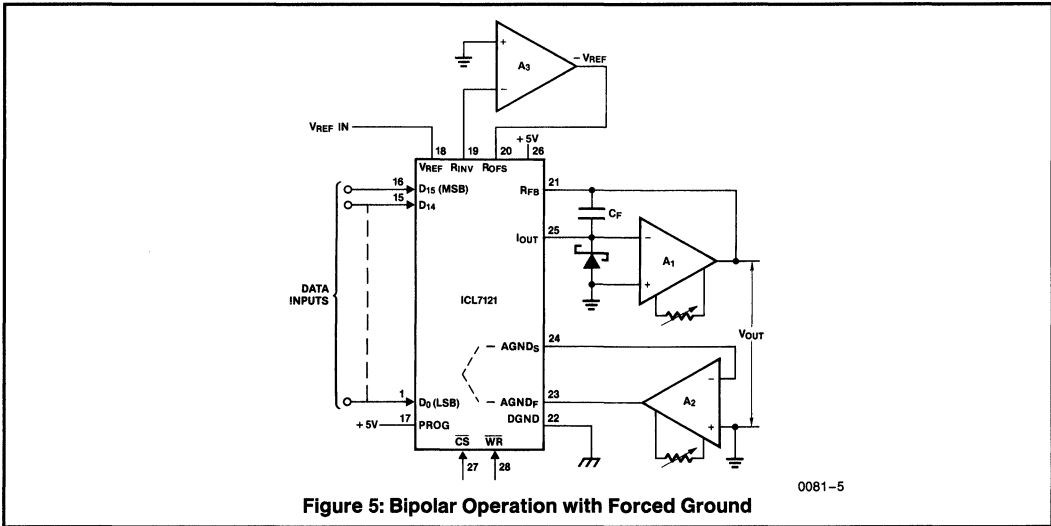 A3
+
−
− VREF
VREF IN
18 19 20 + 5V 26
VREF RINV ROFS
16 D15 (MSB)
15 D14
RFB 21
CF
IOUT 25
−
A1
+
DATA
INPUTS
ICL7121
VOUT
AGNDS 24
−
A2
+
AGNDF 23
1 D0 (LSB)
DGND 22
+ 5V 17 PROG
CS WR
27 28
0081–5
Figure 5: Bipolar Operation with Forced Ground